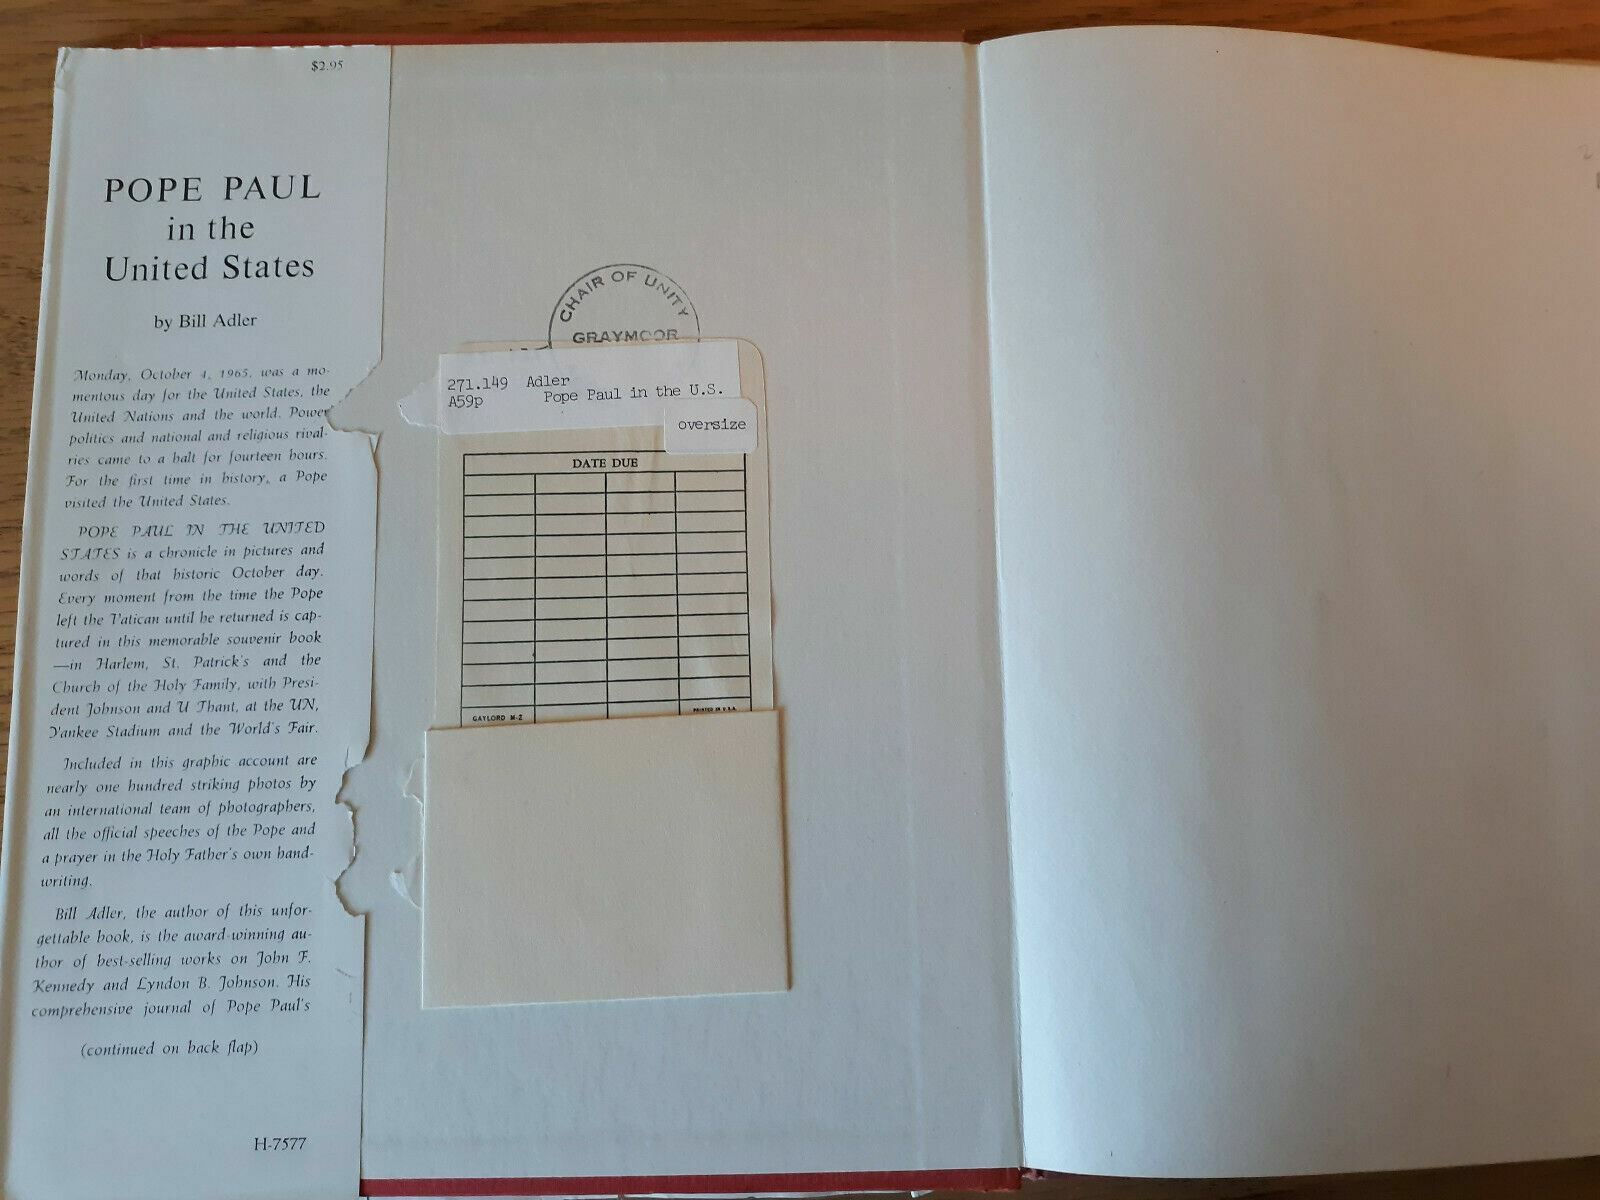 $2.95
POPE PAUL
in the
United States
by Bill Adler
Monday, October 4, 1965, was a mo-
mentous day for the United States, the
United Nations and the world. Power
politics and national and religious rival-
ries came to a halt for fourteen hours.
For the first time in history, a Pope
visited the United States.
POPE PAUL IN THE UNITED
STATES is a chronicle in pictures and
words of that historic October day.
Every moment from the time the Pope
left the Vatican until he returned is cap-
tured in this memorable souvenir book
—in Harlem, St. Patrick's and the
Church of the Holy Family, with Presi-
dent Johnson and U Thant, at the UN,
Yankee Stadium and the World's Fair.
Included in this graphic account are
nearly one hundred striking photos by
an international team of photographers,
all the official speeches of the Pope and
a prayer in the Holy Father's own hand-
writing.
Bill Adler, the author of this unfor-
gettable book, is the award-winning au-
thor of best-selling works on John F.
Kennedy and Lyndon B. Johnson. His
comprehensive journal of Pope Paul's
(continued on back flap)
H-7577
CHAIR OF UNITY
GRAYMOOR
271.149 Adler
A59p Pope Paul in the U.S.
oversize
DATE DUE
GAYLORD M-2 PRINTED IN U.S.A.
2